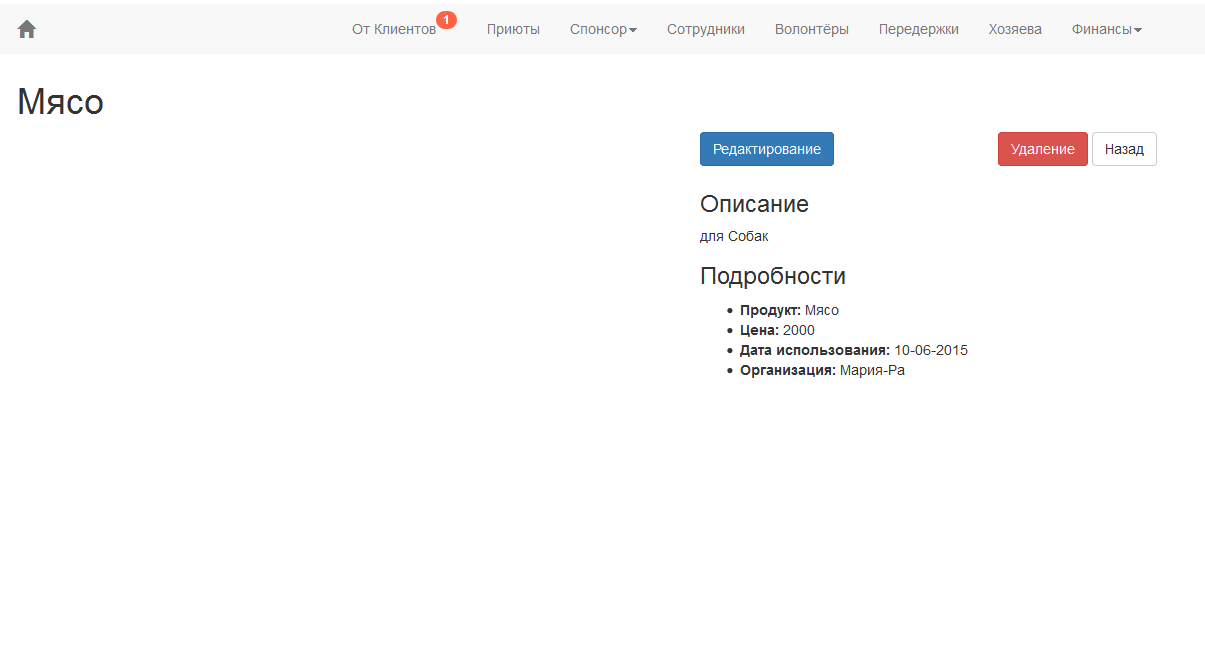 От Клиентов 1 Приюты Спонсор Сотрудники Волонтёры Передержки Хозяева Финансы
Мясо
Редактирование Удаление Назад
Описание
для Собак
Подробности
Продукт: Мясо
Цена: 2000
Дата использования: 10-06-2015
Организация: Мария-Ра